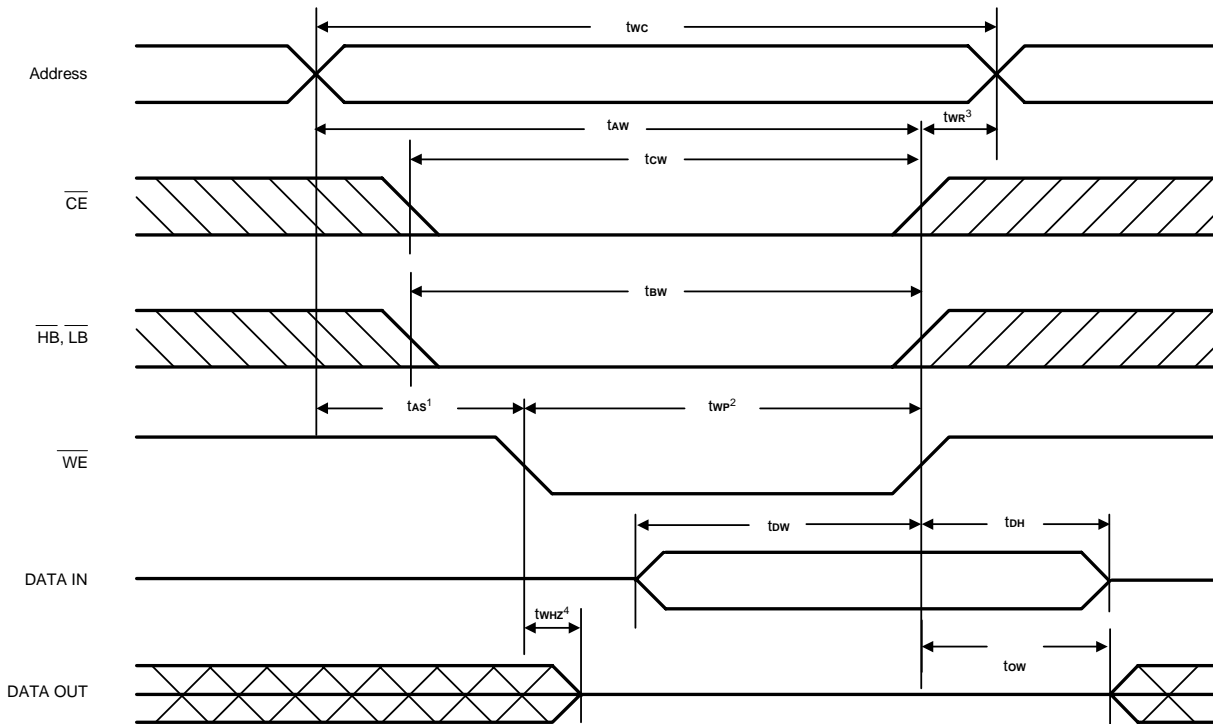 twc
Address
tAW
tWR3
tCW
CE
tBW
HB, LB
tAS1
tWP2
WE
tDW
tDH
DATA IN
tWHZ4
tOW
DATA OUT